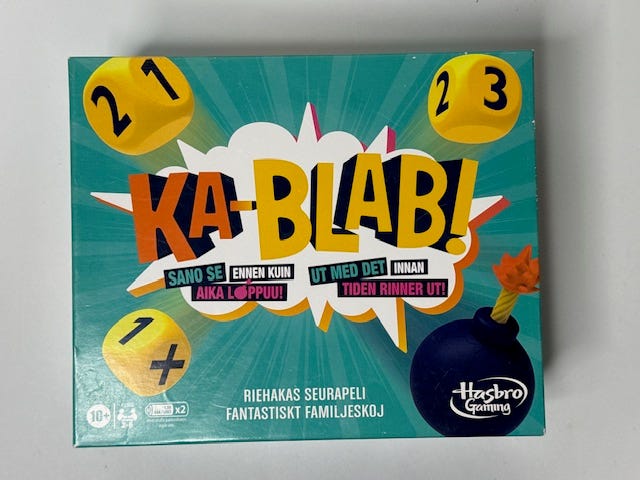 2 1
2 3
KA-BLAB!
SANO SE ENNEN KUIN
AIKA LOPPUU!
UT MED DET INNAN
TIDEN RINNER UT!
1 +
RIEHAKAS SEURAPELI
FANTASTISKT FAMILJESKOJ
10+
x2
Hasbro
Gaming